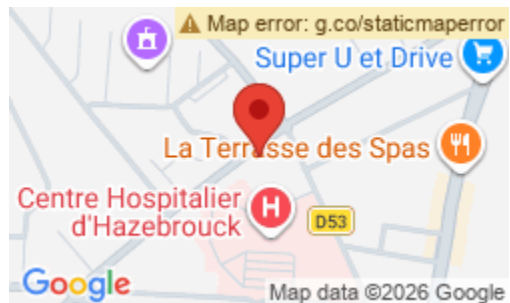 Map error: g.co/staticmaperror
Super U et Drive
La Terrasse des Spas
Centre Hospitalier
d'Hazebrouck
H
D53
Google
Map data ©2026 Google